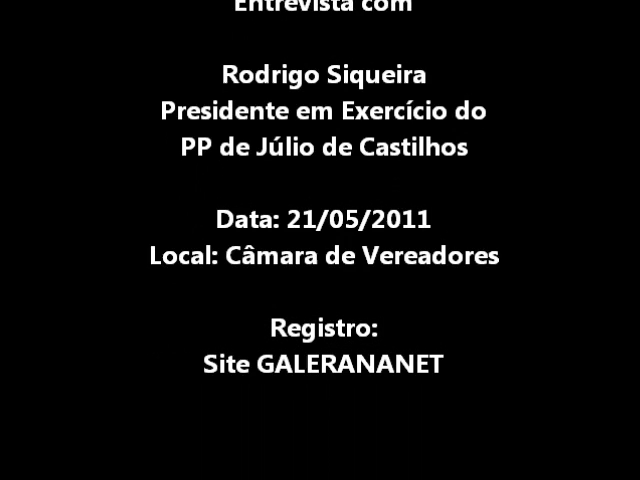 Entrevista com
Rodrigo Siqueira
Presidente em Exercício do
PP de Júlio de Castilhos
Data: 21/05/2011
Local: Câmara de Vereadores
Registro:
Site GALERANANET